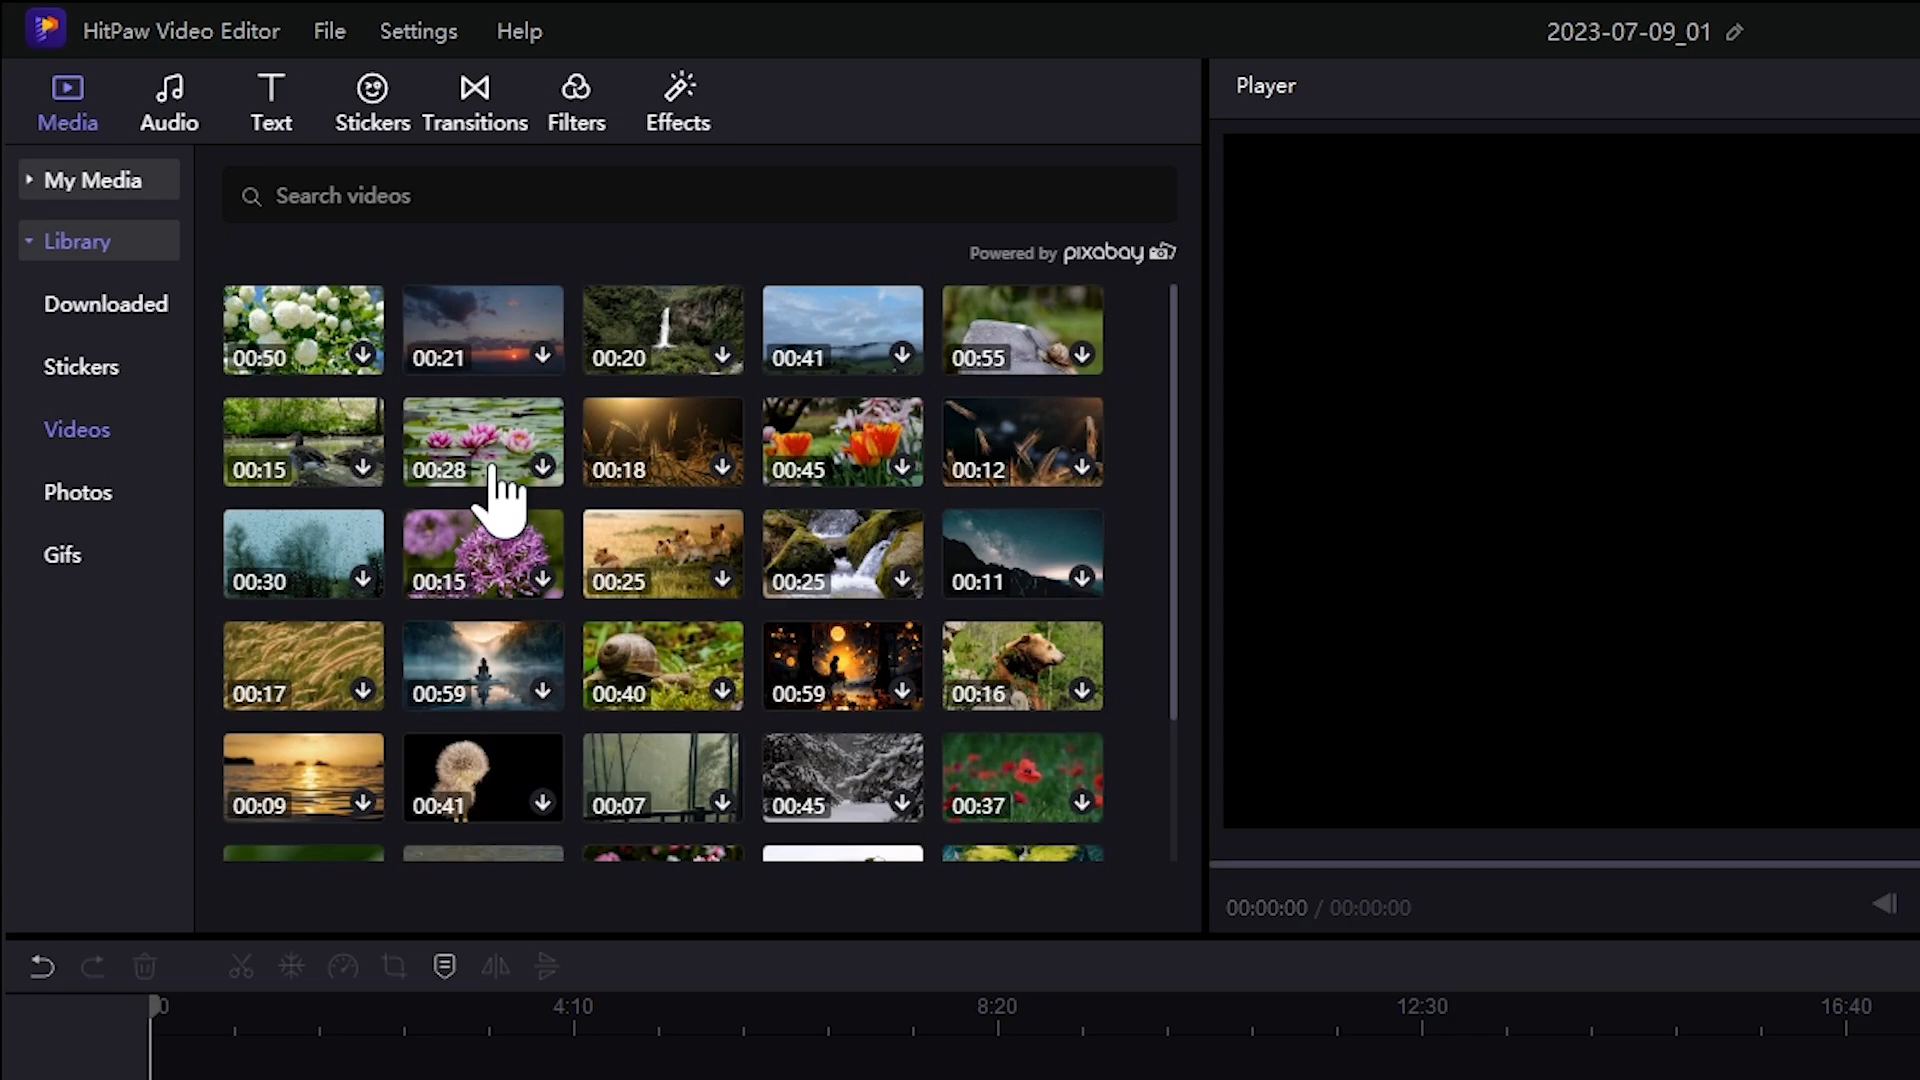 HitPaw Video Editor File Settings Help 2023-07-09_01
Media Audio Text Stickers Transitions Filters Effects
Player
My Media
Library
Downloaded
Stickers
Videos
Photos
Gifs
Search videos
Powered by pixabay
00:50 00:21 00:20 00:41 00:55
00:15 00:28 00:18 00:45 00:12
00:30 00:15 00:25 00:25 00:11
00:17 00:59 00:40 00:59 00:16
00:09 00:41 00:07 00:45 00:37
00:00:00 / 00:00:00
0 4:10 8:20 12:30 16:40